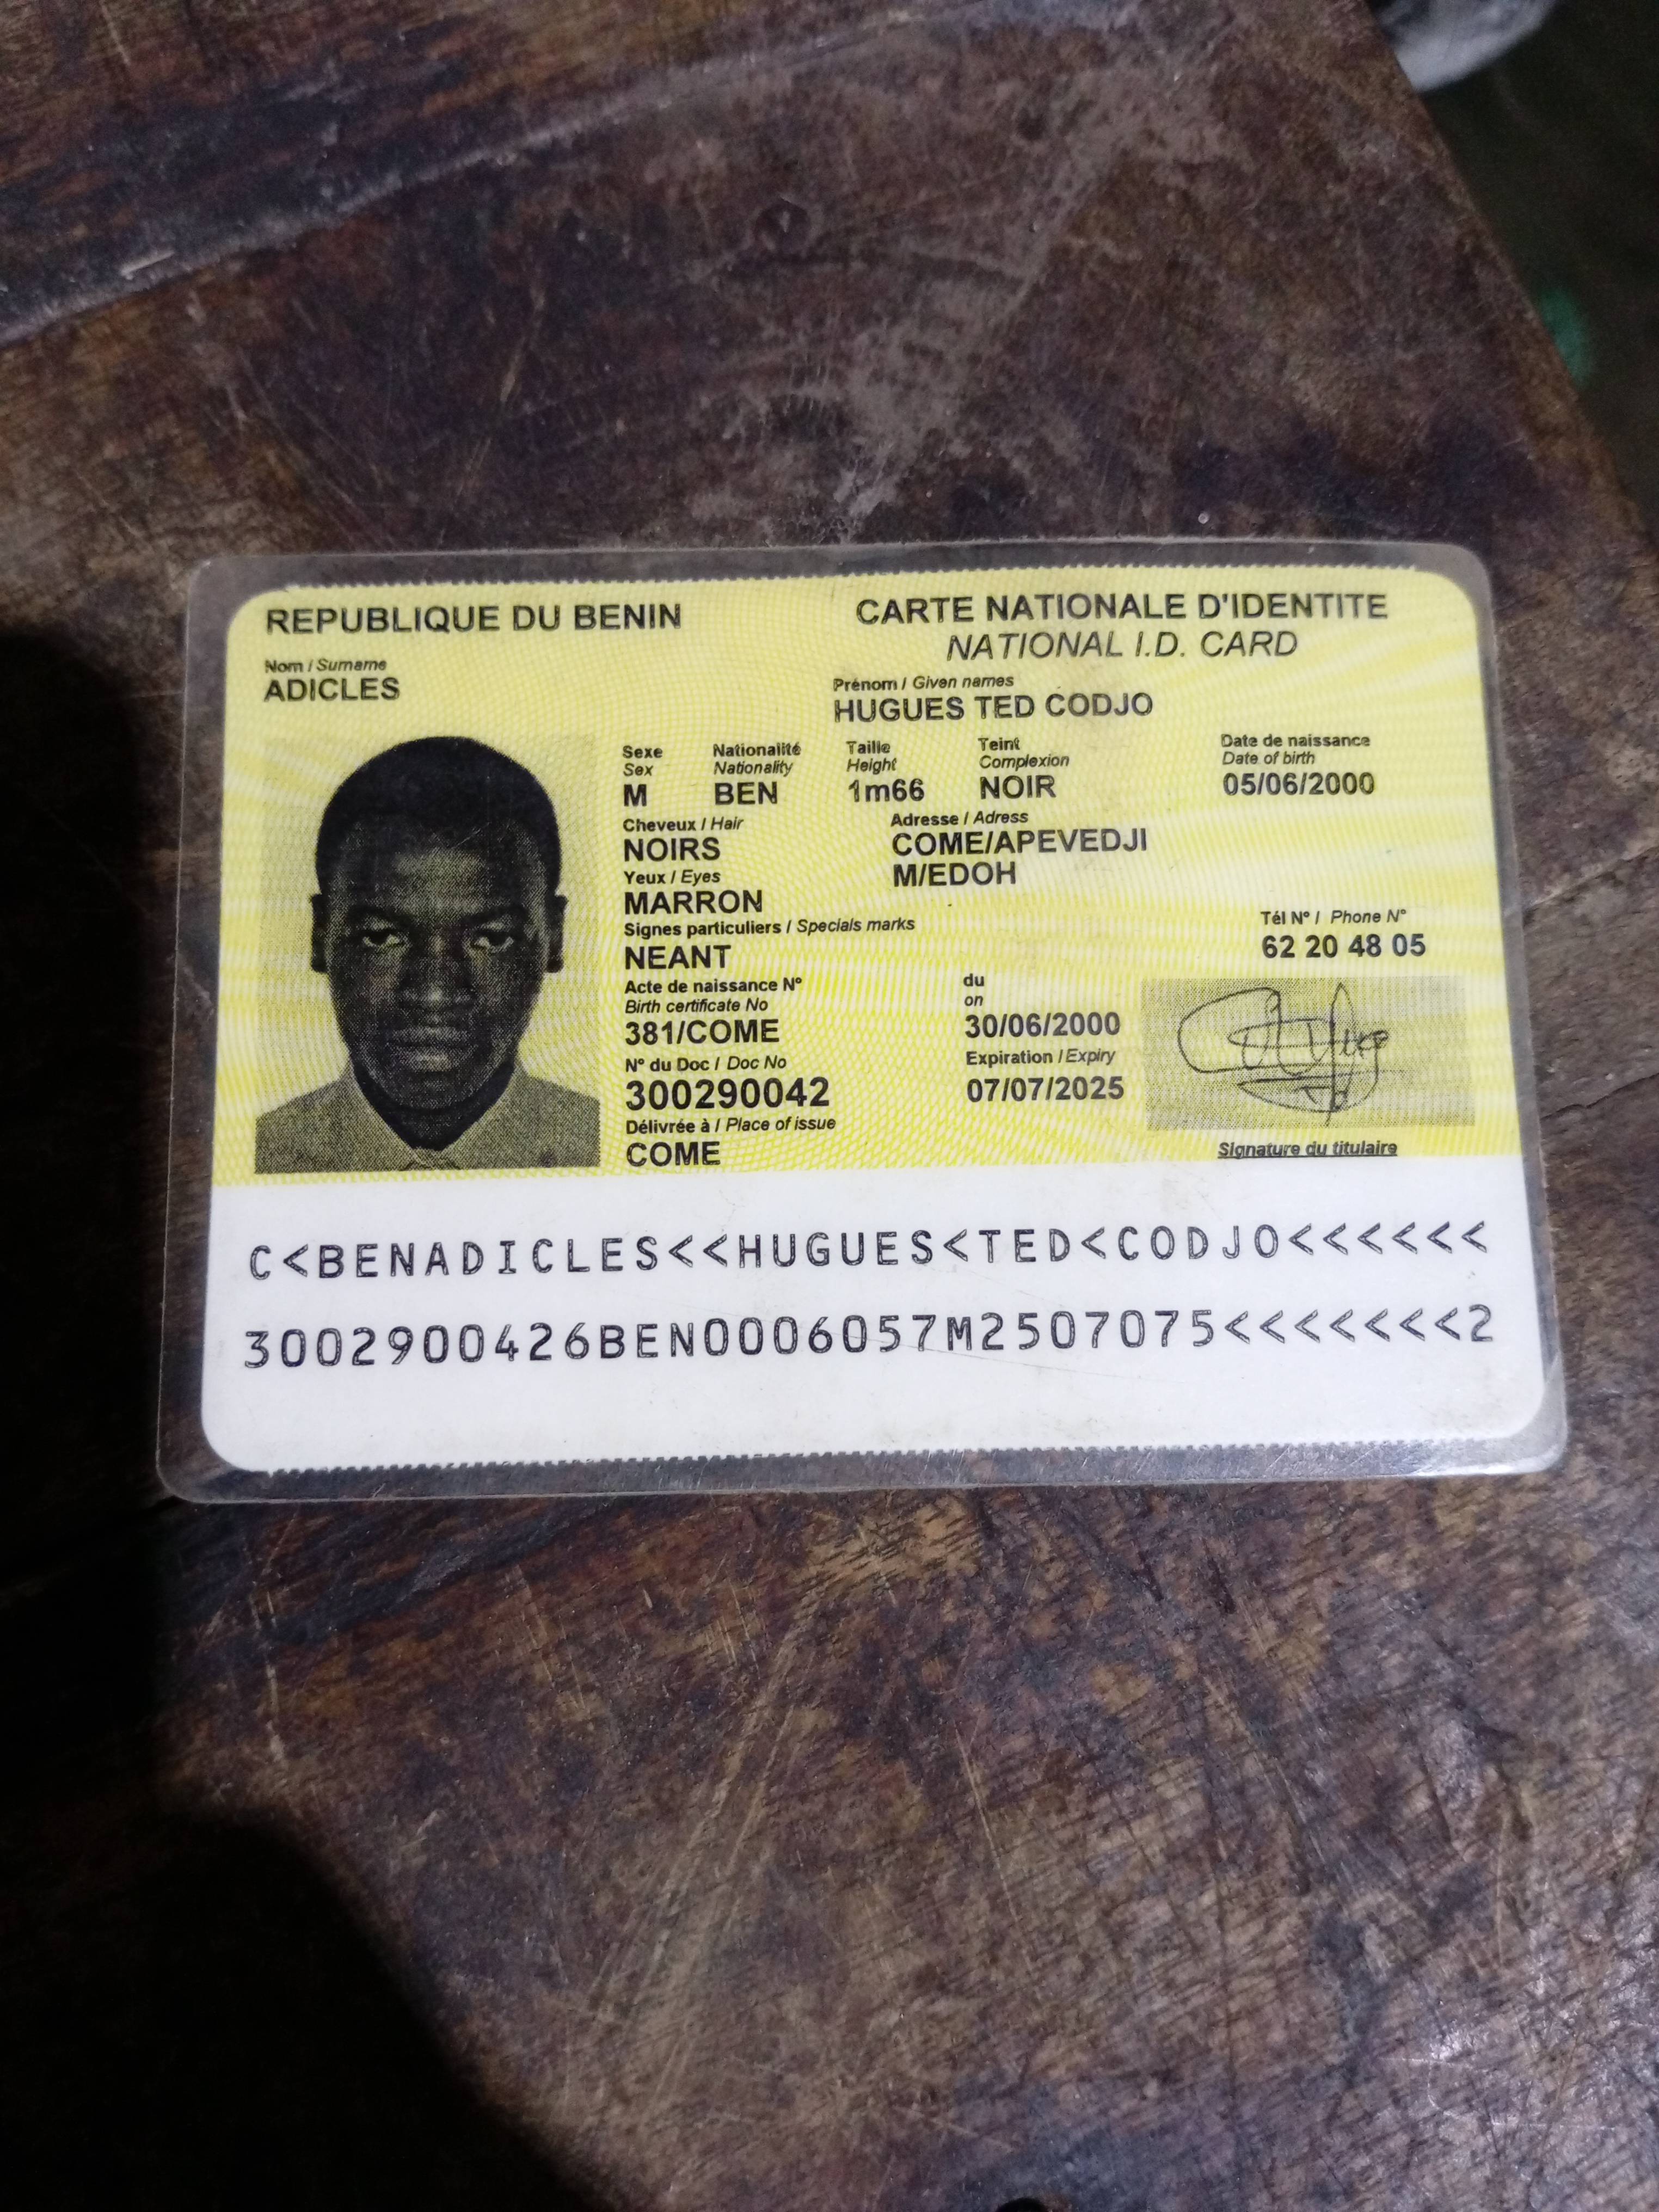 REPUBLIQUE DU BENIN
CARTE NATIONALE D'IDENTITE
NATIONAL I.D. CARD
Nom / Surname
ADICLES
Prénom / Given names
HUGUES TED CODJO
Sexe Nationalité Taille Teint Date de naissance
Sex Nationality Height Complexion Date of birth
M BEN 1m66 NOIR 05/06/2000
Cheveux / Hair Adresse / Adress
NOIRS COME/APEVEDJI
Yeux / Eyes M/EDOH
MARRON
Signes particuliers / Specials marks Tél N° / Phone N°
NEANT 62 20 48 05
Acte de naissance N° du
Birth certificate No on
381/COME 30/06/2000
N° du Doc / Doc No Expiration / Expiry
300290042 07/07/2025
Délivrée à / Place of issue
COME Signature du titulaire
C<BENADICLES<<HUGUES<TED<CODJO<<<<<<
3002900426BEN0006057M2507075<<<<<<<2